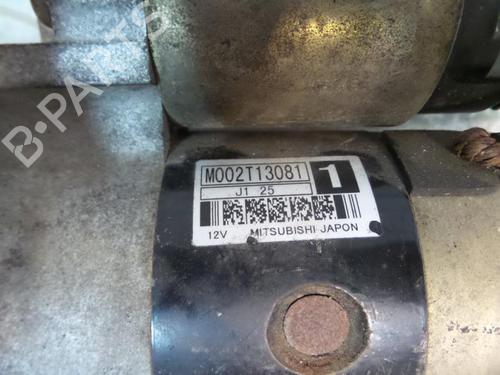 B-PARTS
M002T13081
1
J1 25
12V MITSUBISHI JAPON